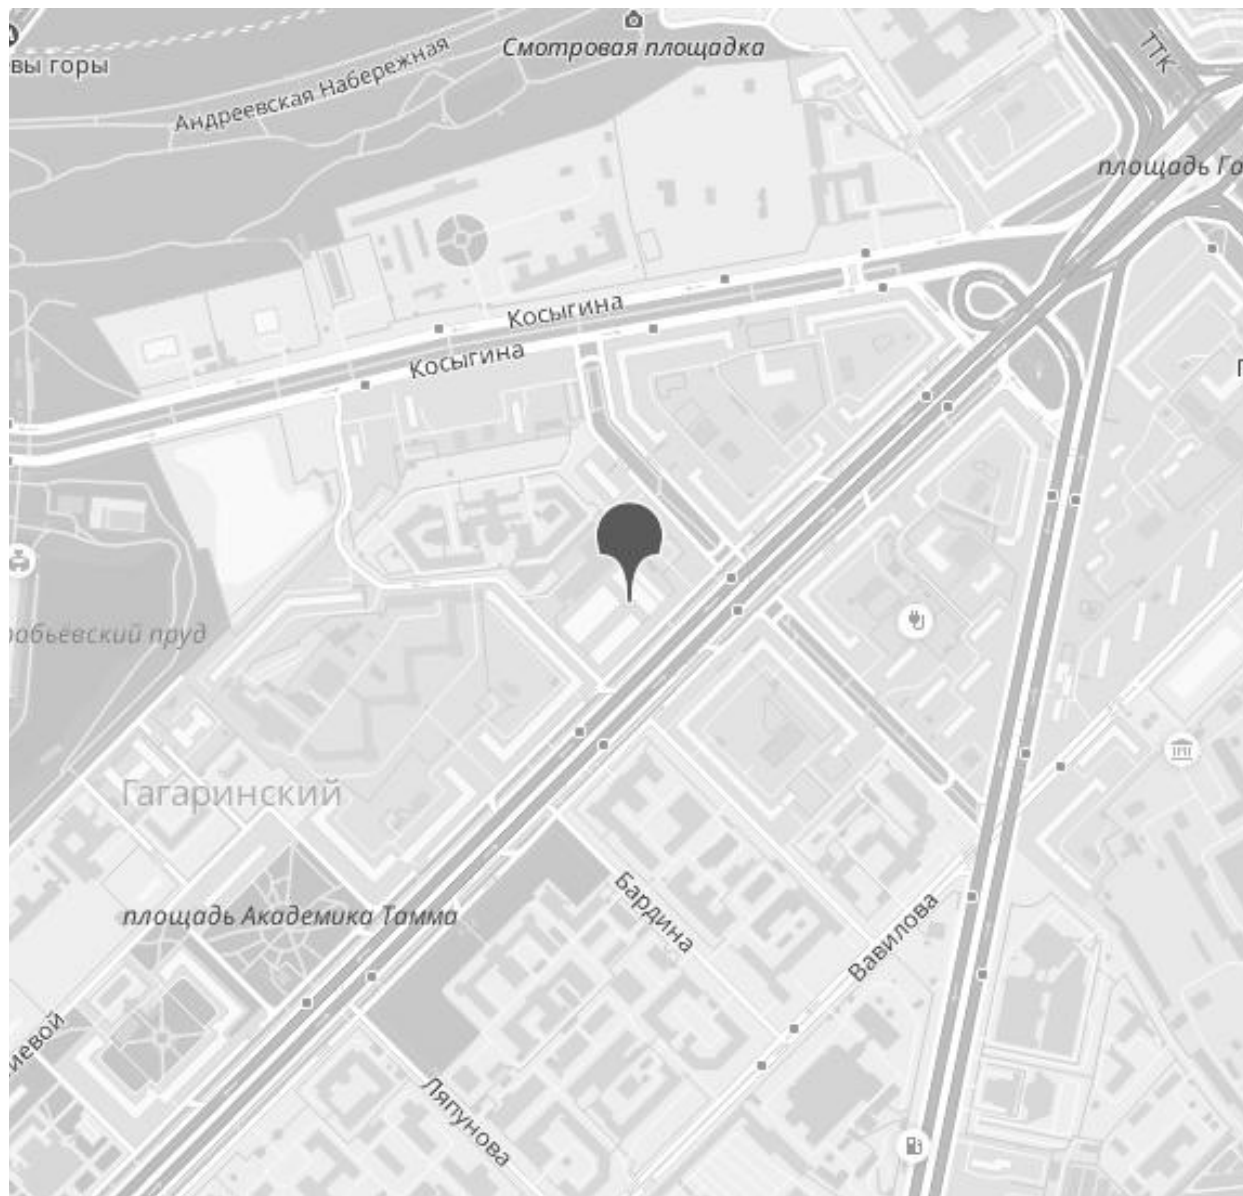 Смотровая площадка
вы горы
Андреевская Набережная
ТТК
площадь Га
Косыгина
Косыгина
рабьёвский пруд
Гагаринский
площадь Академика Тамма
Бардина
Вавилова
иевой
Ляпунова